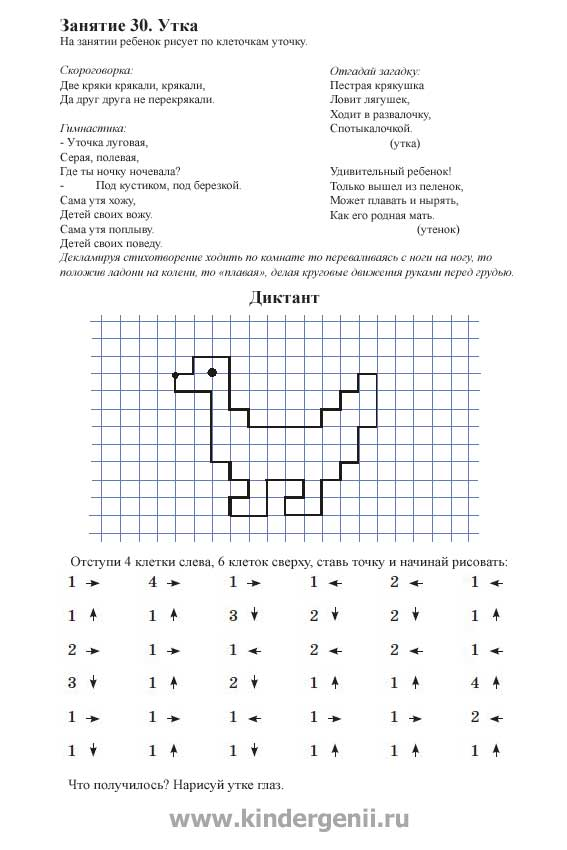 Занятие 30. Утка
На занятии ребенок рисует по клеточкам уточку.
Скороговорка:
Две кряки крякали, крякали,
Да друг друга не перекрякали.
Гимнастика:
- Уточка луговая,
Серая, полевая,
Где ты ночку ночевала?
- Под кустиком, под березкой.
Сама утя хожу,
Детей своих вожу.
Сама утя поплыву.
Детей своих поведу.
Отгадай загадку:
Пестрая крякушка
Ловит лягушек,
Ходит в развалочку,
Спотыкалочкой.
(утка)
Удивительный ребенок!
Только вышел из пеленок,
Может плавать и нырять,
Как его родная мать.
(утенок)
Декламируя стихотворение ходить по комнате то переваливаясь с ноги на ногу, то
положив ладони на колени, то «плавая», делая круговые движения руками перед грудью.
Диктант
Отступи 4 клетки слева, 6 клеток сверху, ставь точку и начинай рисовать:
1 → 4 → 1 → 1 ← 2 ← 1 ←
1 ↑ 1 ↑ 3 ↓ 2 ↓ 2 ↓ 1 ↑
2 → 1 → 1 ← 2 ← 2 ← 1 ←
3 ↓ 1 ↑ 2 ↓ 1 ↑ 1 ↑ 4 ↑
1 → 1 → 1 ← 1 → 1 → 2 ←
1 ↓ 1 ↑ 1 ↓ 1 ↑ 1 ↑ 1 ↑
Что получилось? Нарисуй утке глаз.
www.kindergenii.ru